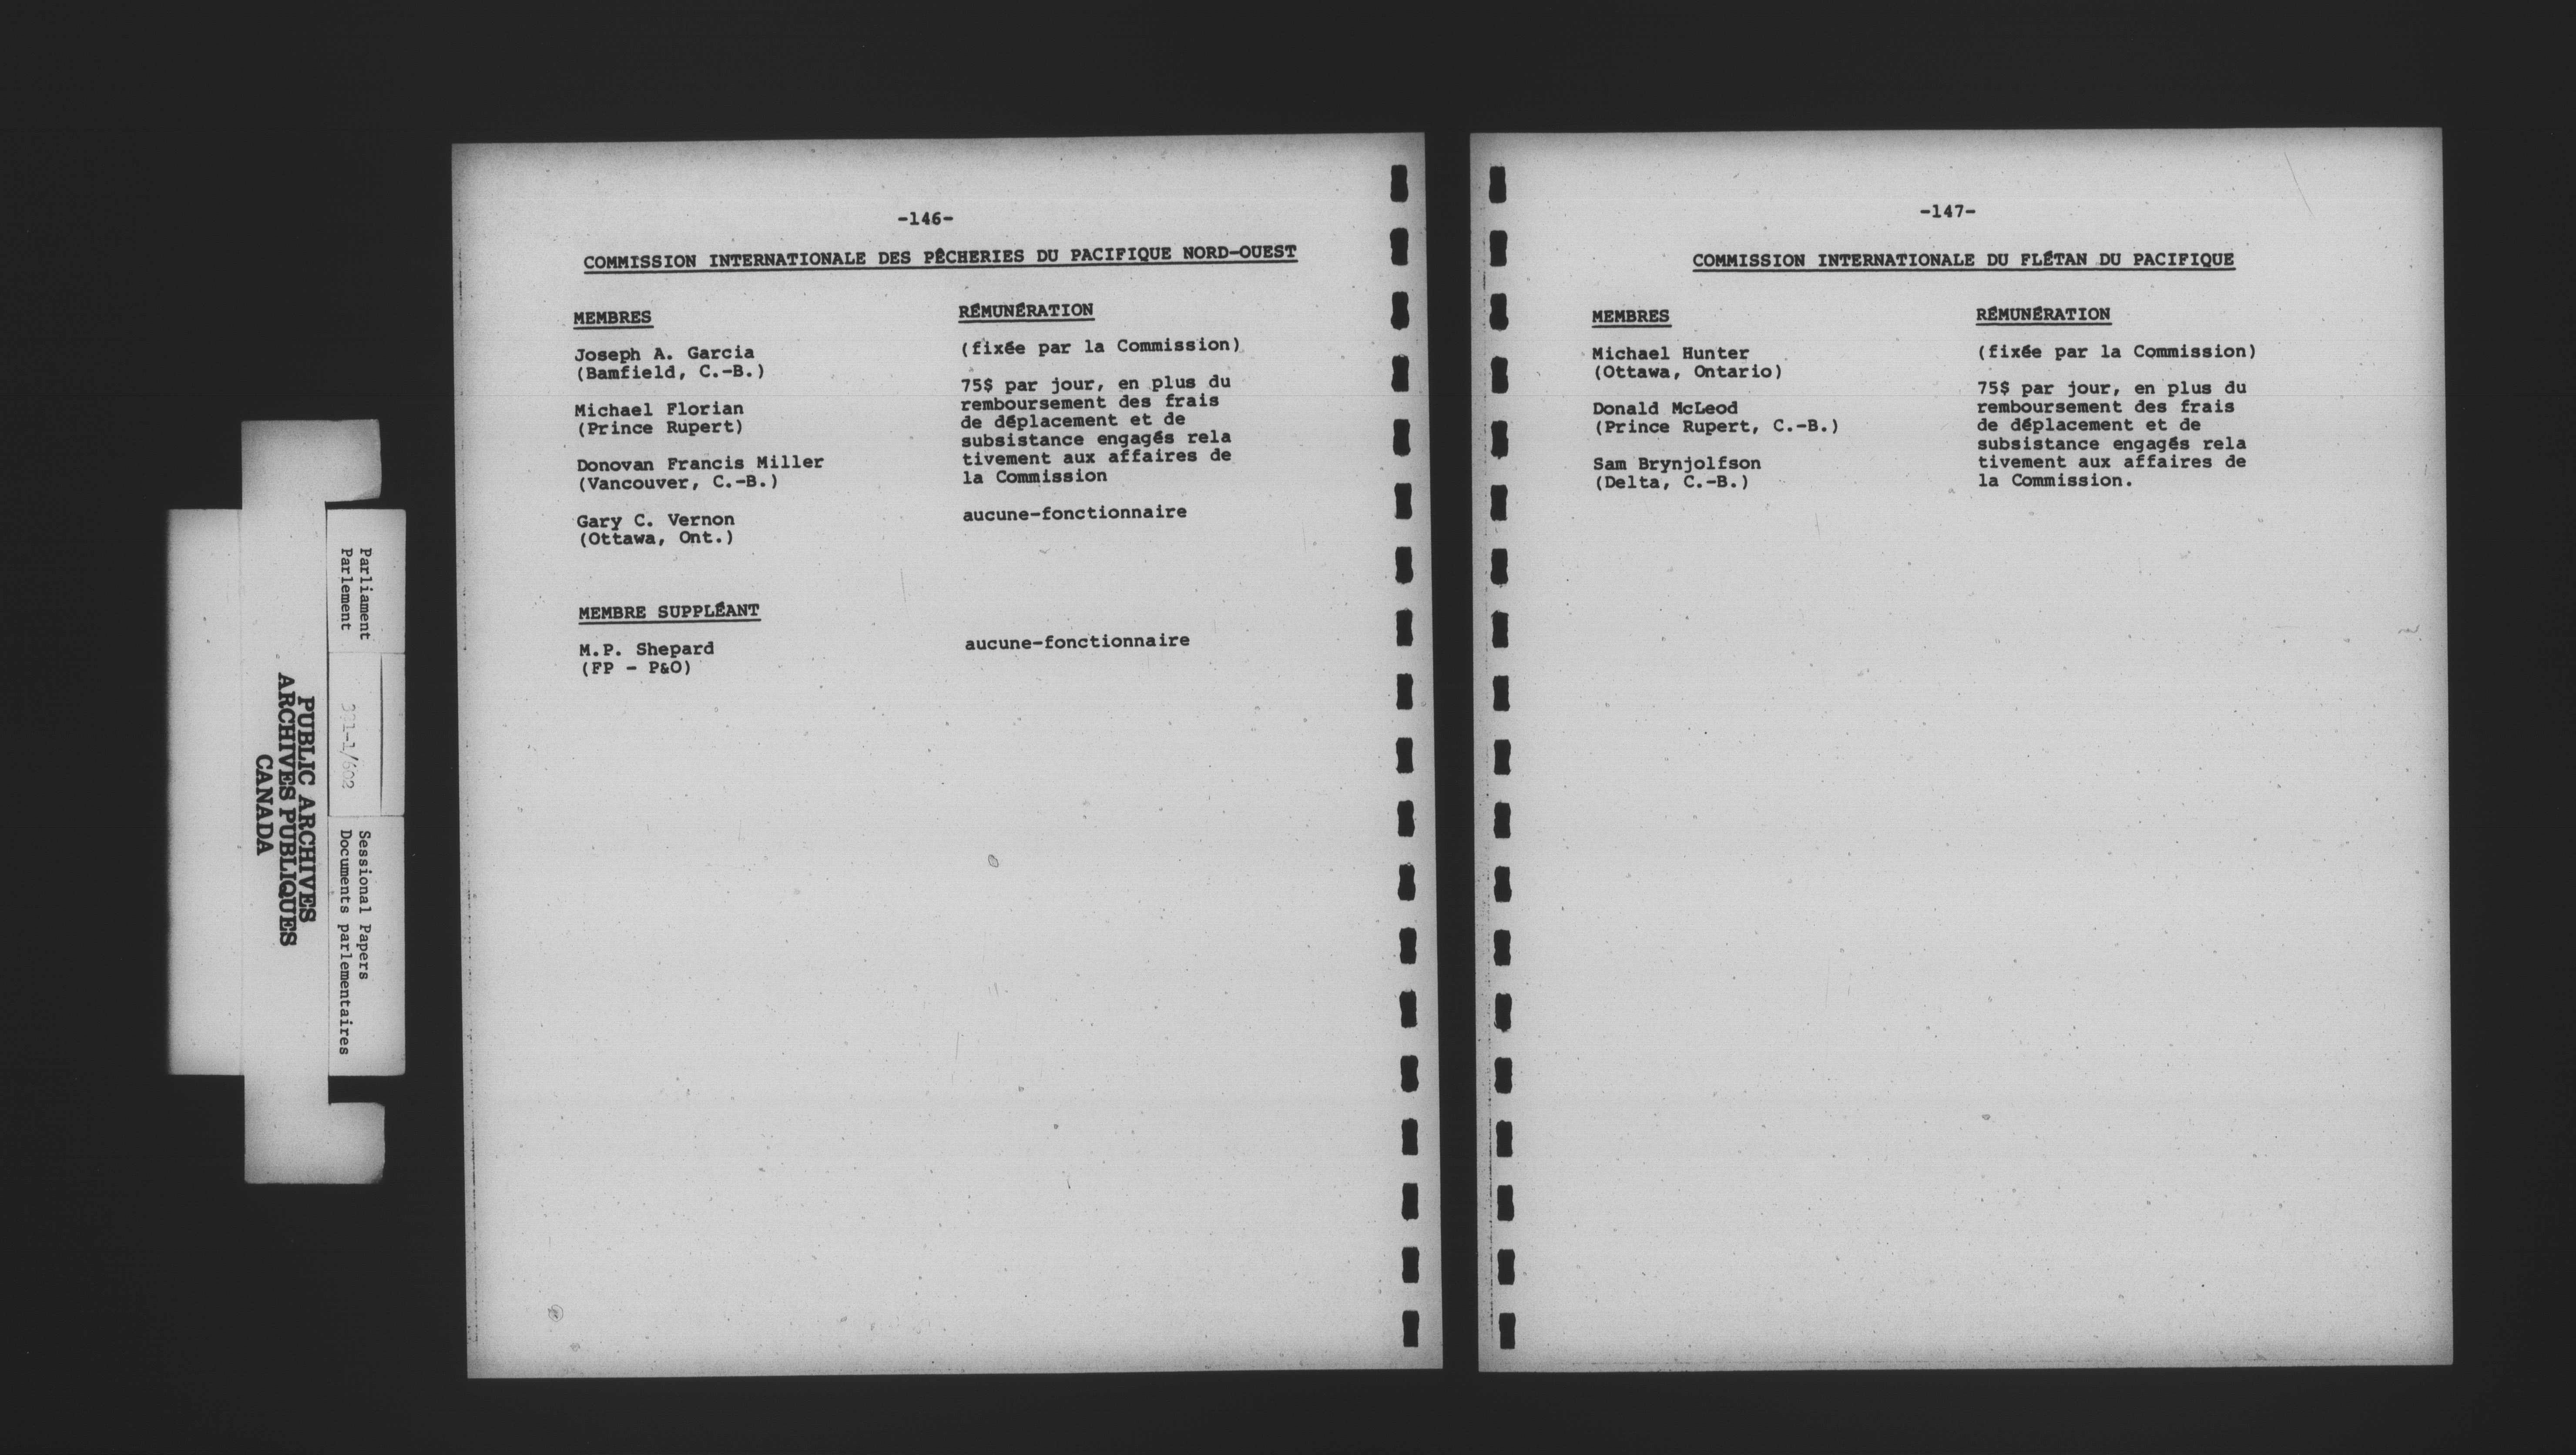 Parliament
Parlement
391-1/602
Sessional Papers
Documents parlementaires
PUBLIC ARCHIVES
ARCHIVES PUBLIQUES
CANADA
-146-
COMMISSION INTERNATIONALE DES PÊCHERIES DU PACIFIQUE NORD-OUEST
MEMBRES
Joseph A. Garcia
(Bamfield, C.-B.)
Michael Florian
(Prince Rupert)
Donovan Francis Miller
(Vancouver, C.-B.)
Gary C. Vernon
(Ottawa, Ont.)
RÉMUNÉRATION
(fixée par la Commission)
75$ par jour, en plus du
remboursement des frais
de déplacement et de
subsistance engagés rela
tivement aux affaires de
la Commission
aucune-fonctionnaire
MEMBRE SUPPLÉANT
M.P. Shepard
(FP - P&O)
aucune-fonctionnaire
-147-
COMMISSION INTERNATIONALE DU FLÉTAN DU PACIFIQUE
MEMBRES
Michael Hunter
(Ottawa, Ontario)
Donald McLeod
(Prince Rupert, C.-B.)
Sam Brynjolfson
(Delta, C.-B.)
RÉMUNÉRATION
(fixée par la Commission)
75$ par jour, en plus du
remboursement des frais
de déplacement et de
subsistance engagés rela
tivement aux affaires de
la Commission.